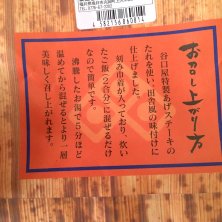 お召し上がり方
谷口屋特製あげステーキの
たれを使い、田舎風の味付けに
仕上げました。
刻み巾着が入っており、炊い
たご飯(2合分)に混ぜるだけ
なので簡単です。
沸騰したお湯で5分ほど
温めてから混ぜるとより一層
美味しく召し上がれます。